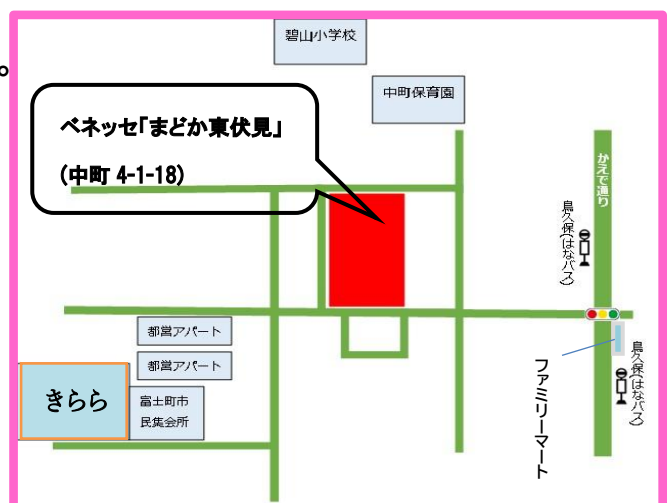 碧山小学校
。
中町保育園
ベネッセ「まどか東伏見」
(中町 4-1-18)
かえで通り
鳥久保(はなバス)
都営アパート
都営アパート
ファミリーマート
鳥久保(はなバス)
きらら
富士町市
民集会所